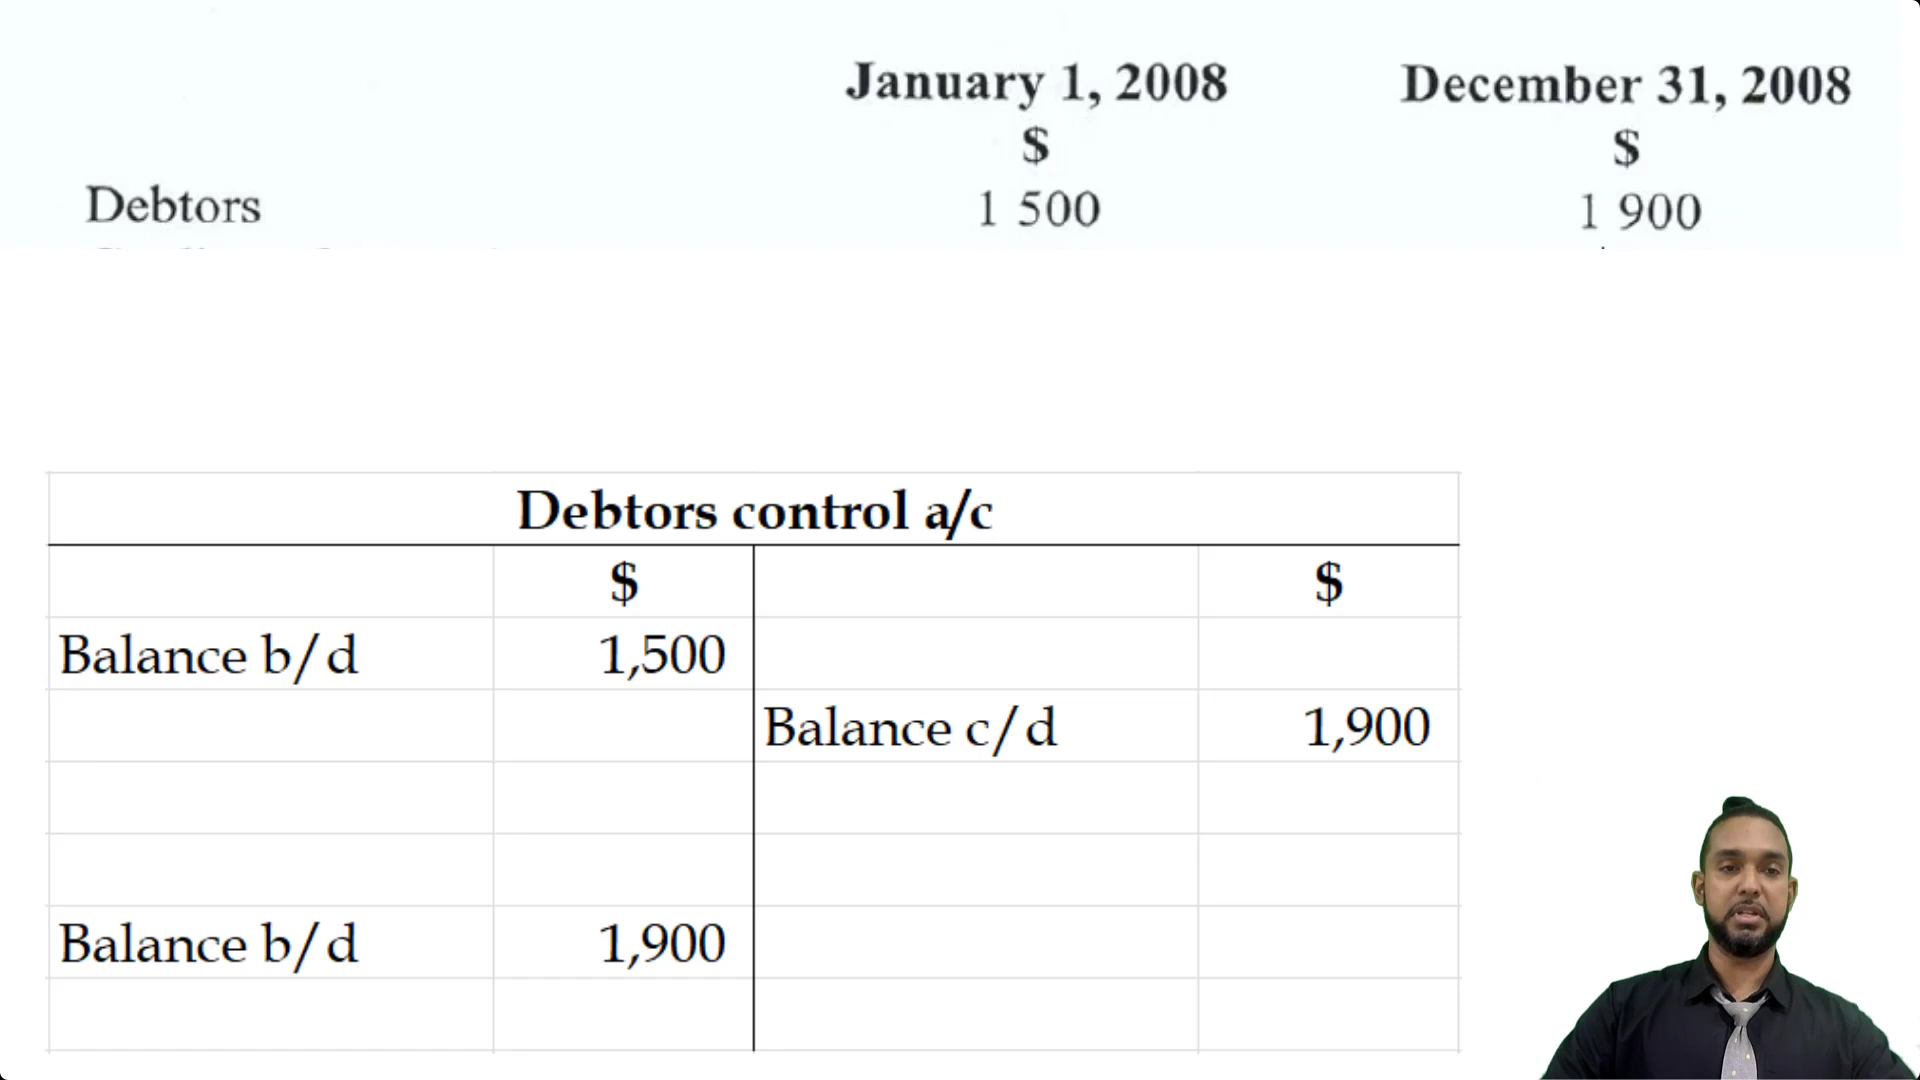 January 1, 2008 December 31, 2008
$ $
Debtors 1 500 1 900
Debtors control a/c
$ $
Balance b/d 1,500
Balance c/d 1,900
Balance b/d 1,900